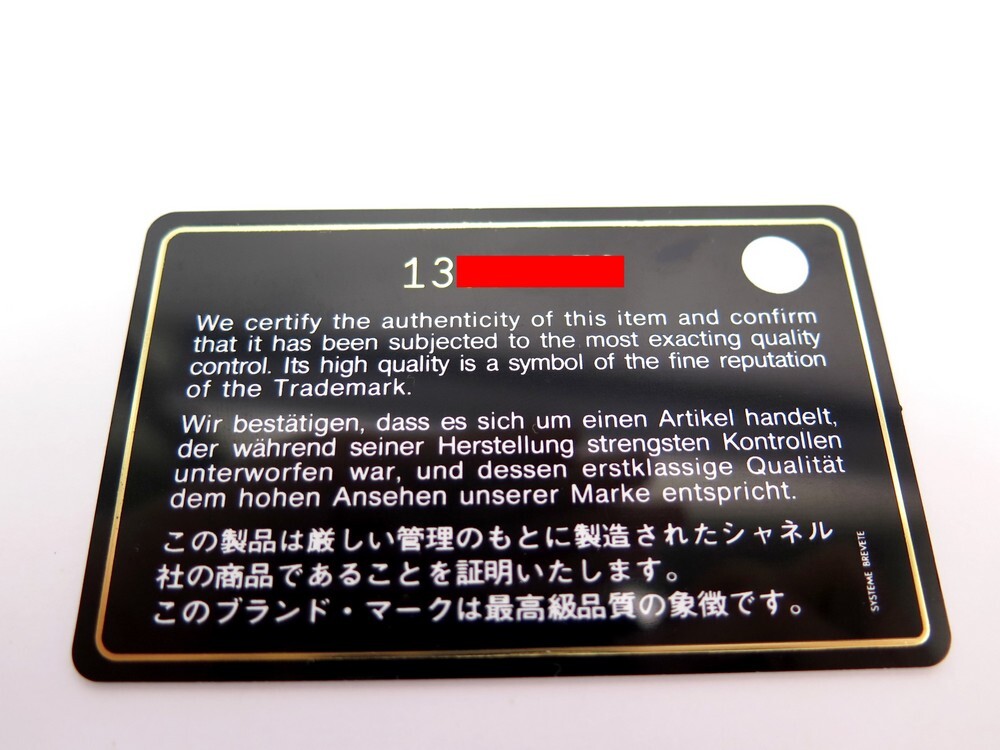 13
We certify the authenticity of this item and confirm
that it has been subjected to the most exacting quality
control. Its high quality is a symbol of the fine reputation
of the Trademark.
Wir bestätigen, dass es sich um einen Artikel handelt,
der während seiner Herstellung strengsten Kontrollen
unterworfen war, und dessen erstklassige Qualität
dem hohen Ansehen unserer Marke entspricht.
この製品は厳しい管理のもとに製造されたシャネル
社の商品であることを証明いたします。
このブランド・マークは最高級品質の象徴です。
SYSTEME BREVETE